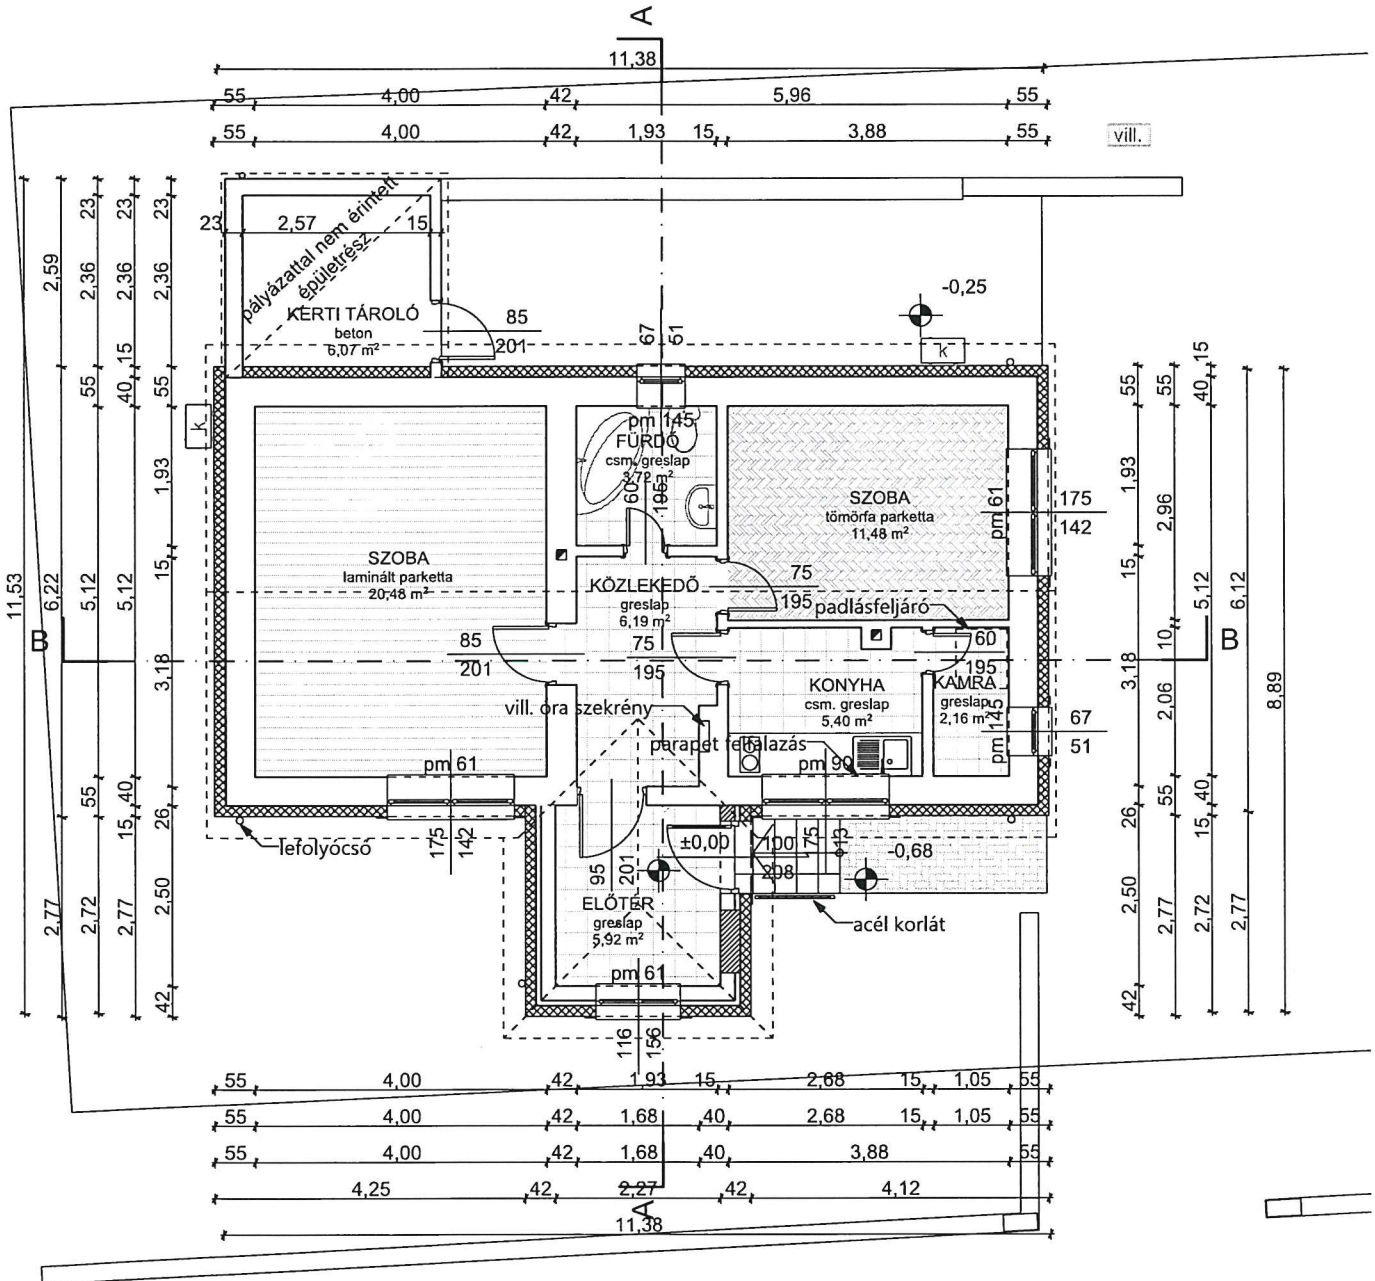 A
11,38
55 4,00 42 5,96 55
55 4,00 42 1,93 15 3,88 55
vill.
23 2,57 15
pályázattal nem érintett
épületrész
KERTI TÁROLÓ
beton
6,07 m²
85
201
67
51
-0,25
k
k
11,53
2,59 6,22 2,77
23 2,36 55 5,12 55 2,72
23 2,36 15 40 5,12 40 15 2,77
23 2,36 55 1,93 15 3,18 26 2,50 42
pm 145
FÜRDŐ
csm. greslap
3,72 m²
60
195
SZOBA
tömörfa parketta
11,48 m²
pm 61
175
142
SZOBA
laminált parketta
20,48 m²
KÖZLEKEDŐ
greslap
6,19 m²
75
195
padlásfeljáró
B
B
85
201
75
195
60
195
KONYHA
csm. greslap
5,40 m²
KAMRA
greslap
2,16 m²
pm 145
67
51
vill. óra szekrény
parapet felfalazás
pm 61
pm 90
175
142
lefolyócső
95
201
±0,00
100
208
75
13
-0,68
ELŐTÉR
greslap
5,92 m²
acél korlát
pm 61
116
156
55 1,93 15 3,18 26 2,50 42
55 2,96 10 2,06 55 2,77
15 40 5,12 40 15 2,72
6,12 2,77
8,89
55 4,00 42 1,93 15 2,68 15 1,05 55
55 4,00 42 1,68 40 2,68 15 1,05 55
55 4,00 42 1,68 40 3,88 55
4,25 42 2,27 42 4,12
A
11,38